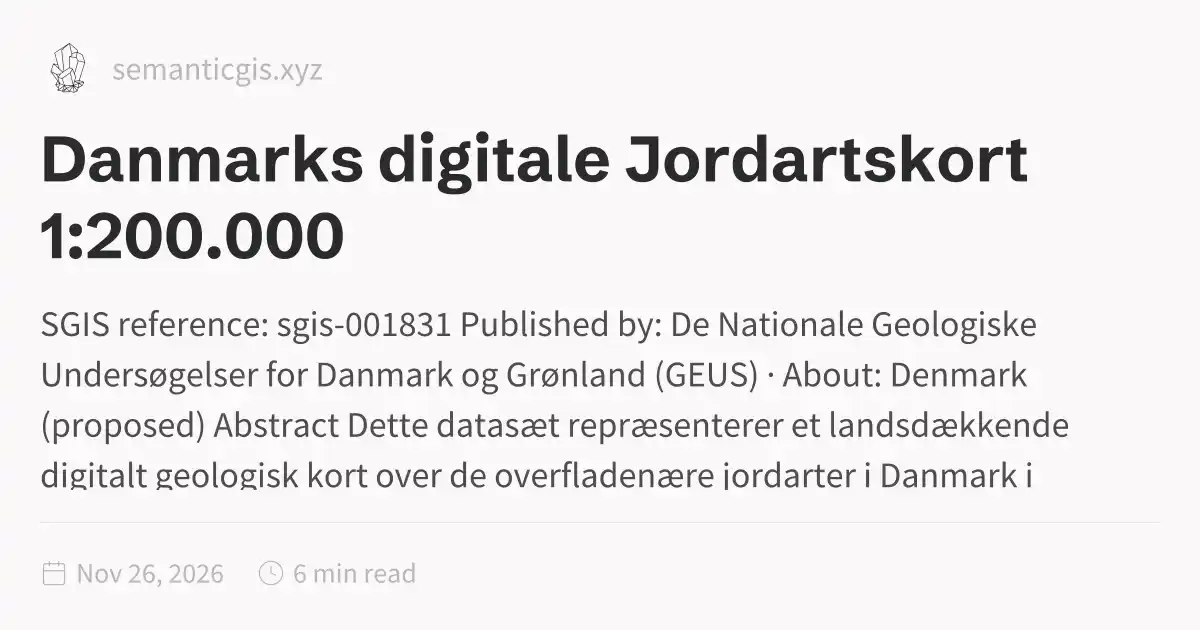 semanticgis.xyz
Danmarks digitale Jordartskort
1:200.000
SGIS reference: sgis-001831 Published by: De Nationale Geologiske
Undersøgelser for Danmark og Grønland (GEUS) · About: Denmark
(proposed) Abstract Dette datasæt repræsenterer et landsdækkende
digitalt geologisk kort over de overfladenære jordarter i Danmark i
Nov 26, 2026 6 min read